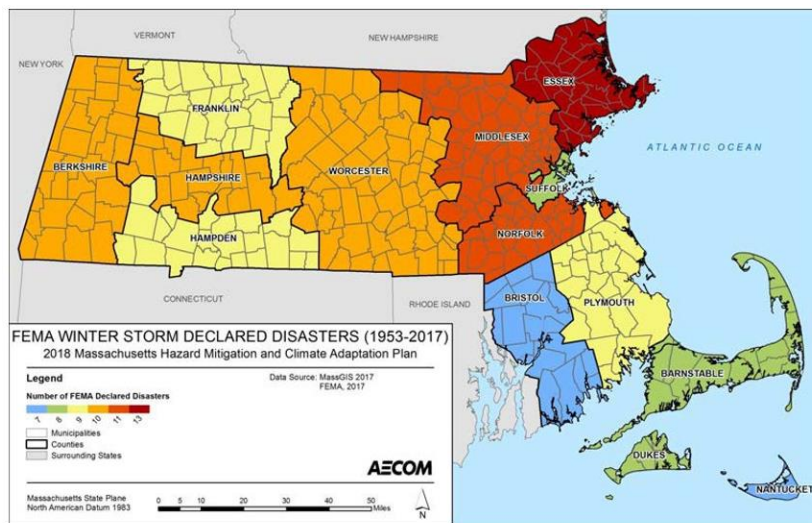 VERMONT
NEW HAMPSHIRE
NEW YORK
ESSEX
FRANKLIN
MIDDLESEX
ATLANTIC OCEAN
BERKSHIRE
HAMPSHIRE
WORCESTER
SUFFOLK
HAMPDEN
NORFOLK
CONNECTICUT
RHODE ISLAND
BRISTOL
PLYMOUTH
BARNSTABLE
DUKES
NANTUCKET
FEMA WINTER STORM DECLARED DISASTERS (1953-2017)
2018 Massachusetts Hazard Mitigation and Climate Adaptation Plan
Legend
Data Source: MassGIS 2017
FEMA, 2017
Number of FEMA Declared Disasters
7 8 9 10 11 13
Municipalities
Counties
Surrounding States
AECOM
Massachusetts State Plane
North American Datum 1983
0 5 10 20 30 40 50
Miles
N